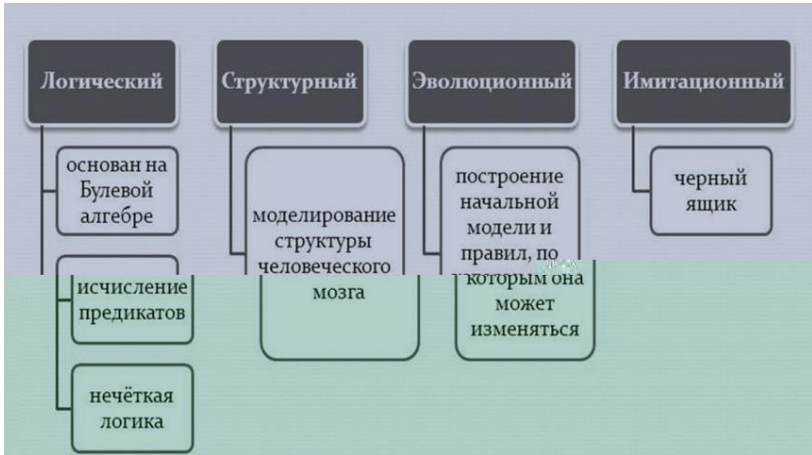 Логический
основан на
Булевой
алгебре
исчисление
предикатов
нечёткая
логика
Структурный
моделирование
структуры
человеческого
мозга
Эволюционный
построение
начальной
модели и
правил, по
которым она
может
изменяться
Имитационный
черный
ящик